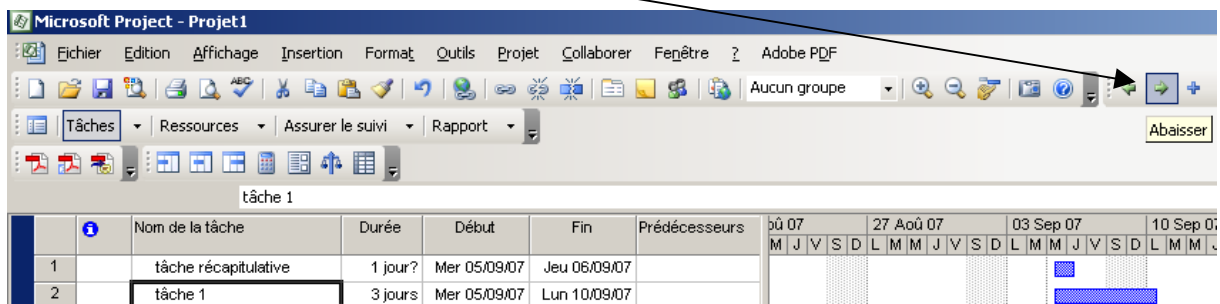 Microsoft Project - Projet1
Fichier Edition Affichage Insertion Format Outils Projet Collaborer Fenêtre ? Adobe PDF
Aucun groupe
Tâches Ressources Assurer le suivi Rapport
Abaisser
tâche 1
Nom de la tâche Durée Début Fin Prédécesseurs oû 07 27 Aoû 07 03 Sep 07 10 Sep 07
M J V S D L M M J V S D L M M J V S D L M M J
1 tâche récapitulative 1 jour? Mer 05/09/07 Jeu 06/09/07
2 tâche 1 3 jours Mer 05/09/07 Lun 10/09/07